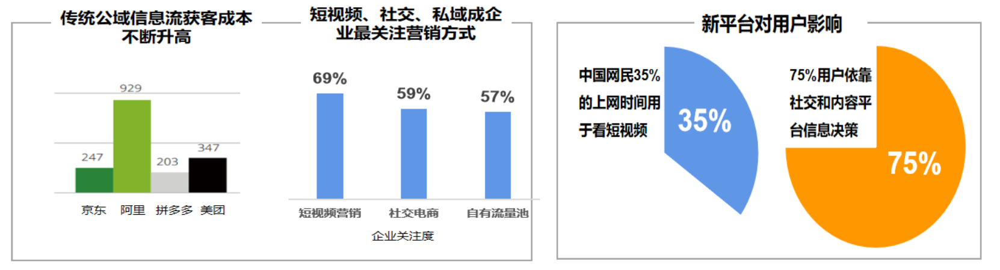 传统公域信息流获客成本
不断升高
929
247
203
347
京东 阿里 拼多多 美团
短视频、社交、私域成企
业最关注营销方式
69%
59%
57%
短视频营销 社交电商 自有流量池
企业关注度
新平台对用户影响
中国网民35%
的上网时间用
于看短视频
35%
75%用户依靠
社交和内容平
台信息决策
75%